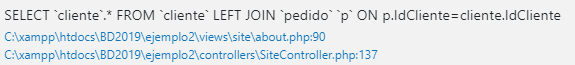 SELECT `cliente`.* FROM `cliente` LEFT JOIN `pedido` `p` ON p.IdCliente=cliente.IdCliente
C:\xampp\htdocs\BD2019\ejemplo2\views\site\about.php:90
C:\xampp\htdocs\BD2019\ejemplo2\controllers\SiteController.php:137